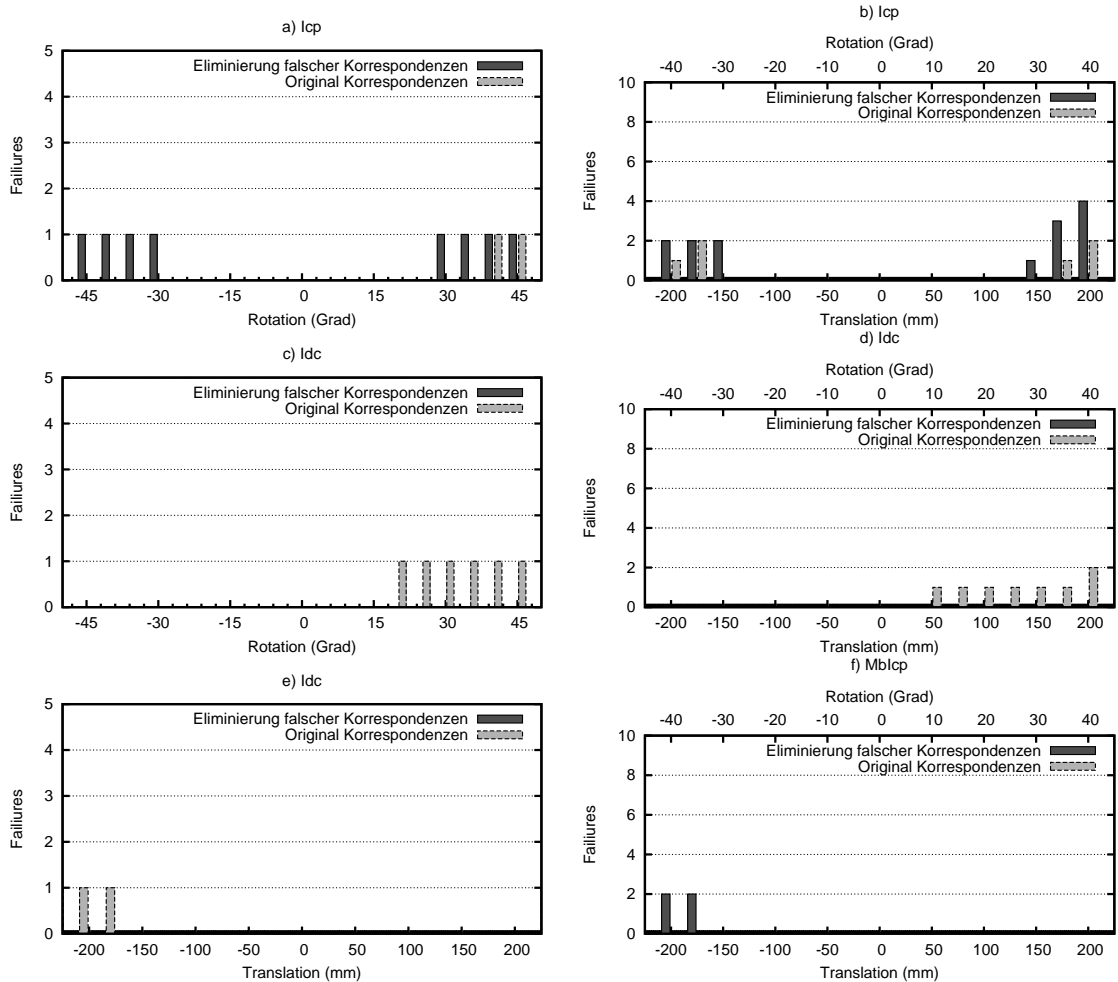 a) Icp
5
4
3
2
1
0
Failiures
Eliminierung falscher Korrespondenzen
Original Korrespondenzen
-45 -30 -15 0 15 30 45
Rotation (Grad)
b) Icp
Rotation (Grad)
-40 -30 -20 -10 0 10 20 30 40
10
8
6
4
2
0
Failiures
Eliminierung falscher Korrespondenzen
Original Korrespondenzen
-200 -150 -100 -50 0 50 100 150 200
Translation (mm)
c) Idc
5
4
3
2
1
0
Failiures
Eliminierung falscher Korrespondenzen
Original Korrespondenzen
-45 -30 -15 0 15 30 45
Rotation (Grad)
d) Idc
Rotation (Grad)
-40 -30 -20 -10 0 10 20 30 40
10
8
6
4
2
0
Failiures
Eliminierung falscher Korrespondenzen
Original Korrespondenzen
-200 -150 -100 -50 0 50 100 150 200
Translation (mm)
e) Idc
5
4
3
2
1
0
Failiures
Eliminierung falscher Korrespondenzen
Original Korrespondenzen
-200 -150 -100 -50 0 50 100 150 200
Translation (mm)
f) MbIcp
Rotation (Grad)
-40 -30 -20 -10 0 10 20 30 40
10
8
6
4
2
0
Failiures
Eliminierung falscher Korrespondenzen
Original Korrespondenzen
-200 -150 -100 -50 0 50 100 150 200
Translation (mm)